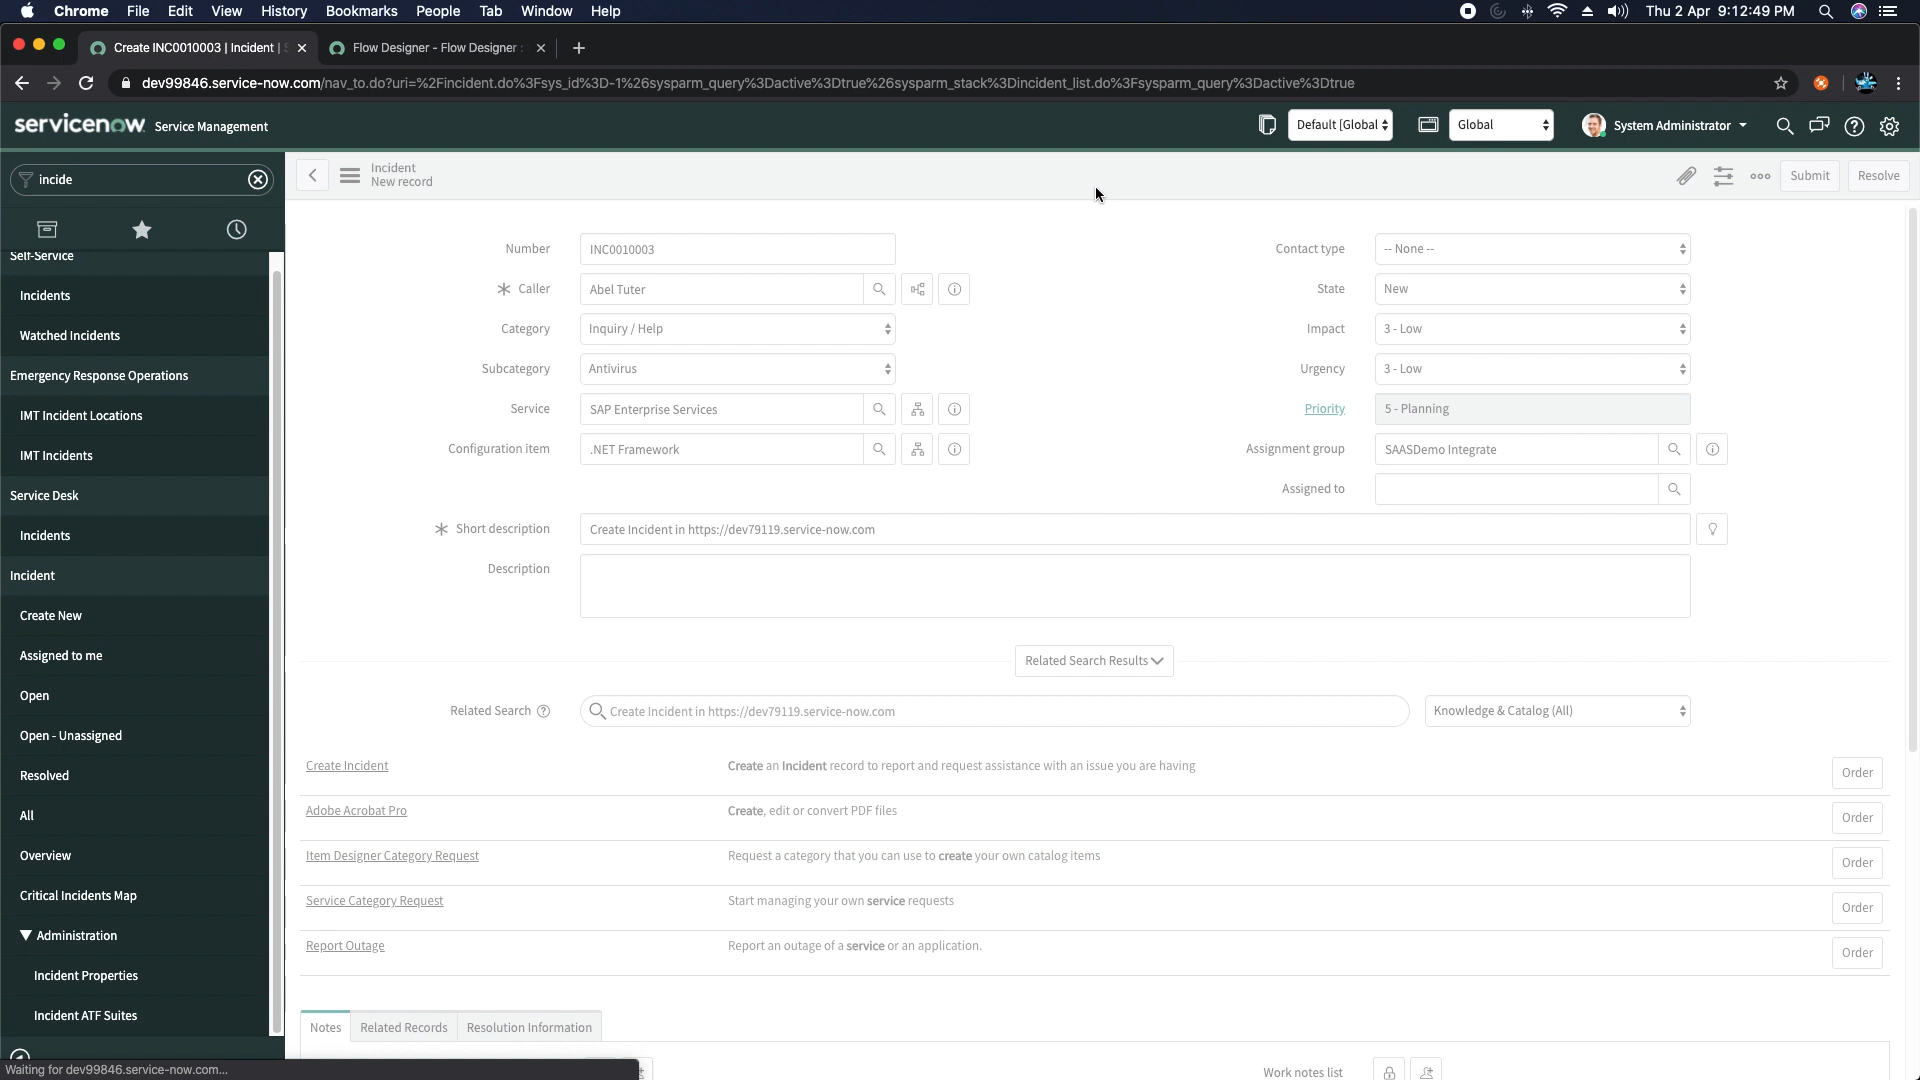 Chrome File Edit View History Bookmarks People Tab Window Help Thu 2 Apr 9:12:49 PM
Create INC0010003 | Incident | S
Flow Designer - Flow Designer :
dev99846.service-now.com/nav_to.do?uri=%2Fincident.do%3Fsys_id%3D-1%26sysparm_query%3Dactive%3Dtrue%26sysparm_stack%3Dincident_list.do%3Fsysparm_query%3Dactive%3Dtrue
servicenow Service Management
Default [Global
Global
System Administrator
incide
Self-Service
Incidents
Watched Incidents
Emergency Response Operations
IMT Incident Locations
IMT Incidents
Service Desk
Incidents
Incident
Create New
Assigned to me
Open
Open - Unassigned
Resolved
All
Overview
Critical Incidents Map
Administration
Incident Properties
Incident ATF Suites
Waiting for dev99846.service-now.com...
Incident
New record
Submit
Resolve
Number INC0010003
Caller Abel Tuter
Category Inquiry / Help
Subcategory Antivirus
Service SAP Enterprise Services
Configuration item .NET Framework
Contact type -- None --
State New
Impact 3 - Low
Urgency 3 - Low
Priority 5 - Planning
Assignment group SAASDemo Integrate
Assigned to
Short description Create Incident in https://dev79119.service-now.com
Description
Related Search Results
Related Search Create Incident in https://dev79119.service-now.com Knowledge & Catalog (All)
Create Incident Create an Incident record to report and request assistance with an issue you are having Order
Adobe Acrobat Pro Create, edit or convert PDF files Order
Item Designer Category Request Request a category that you can use to create your own catalog items Order
Service Category Request Start managing your own service requests Order
Report Outage Report an outage of a service or an application. Order
Notes Related Records Resolution Information
Work notes list